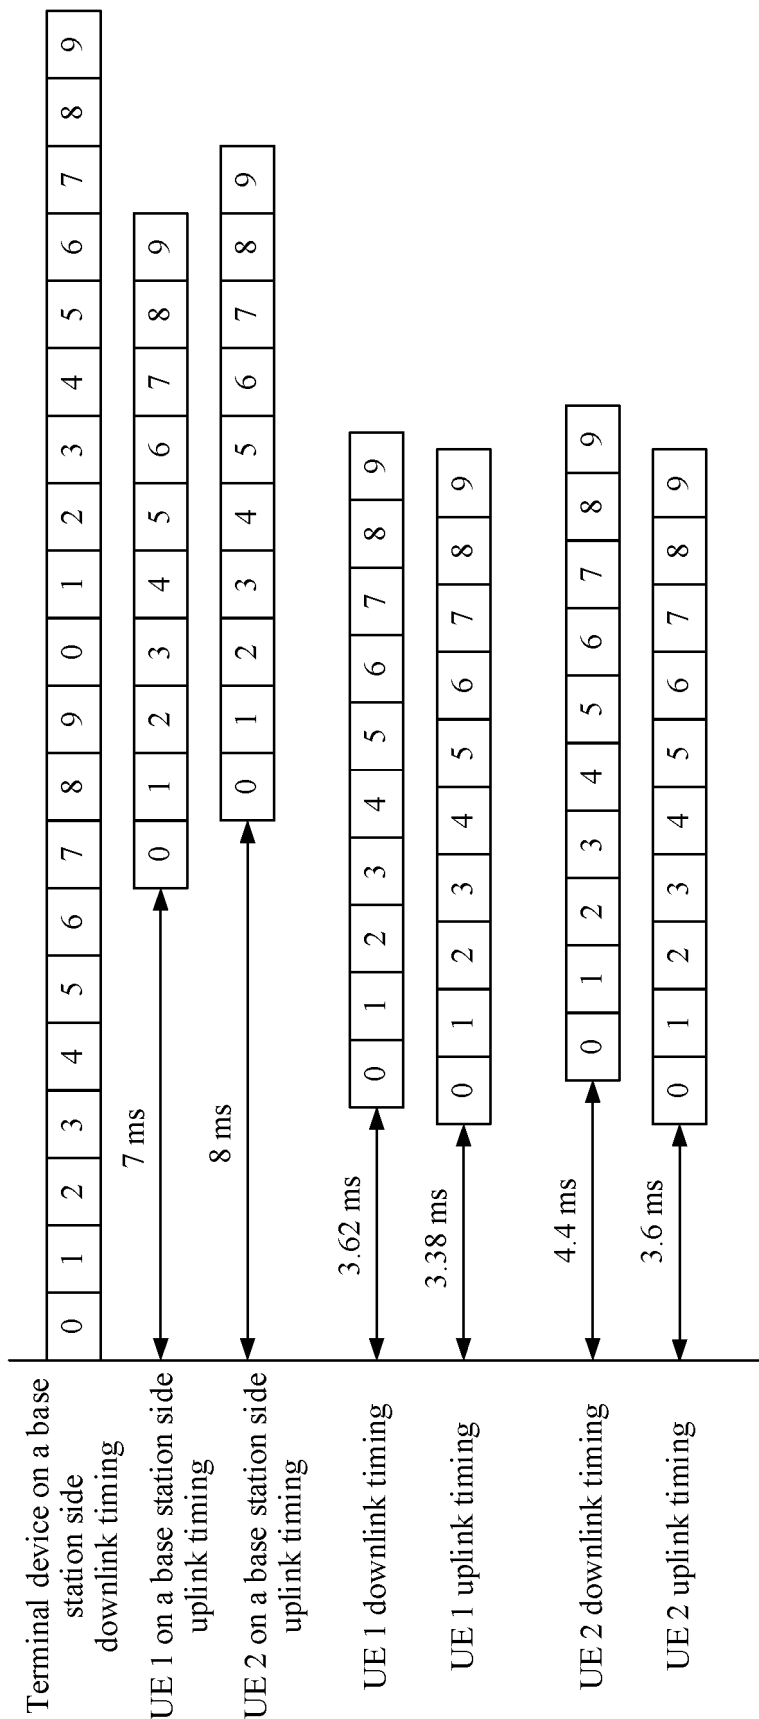 Terminal device on a base
station side
downlink timing
0 1 2 3 4 5 6 7 8 9 0 1 2 3 4 5 6 7 8 9
UE 1 on a base station side
uplink timing
7 ms
0 1 2 3 4 5 6 7 8 9
UE 2 on a base station side
uplink timing
8 ms
0 1 2 3 4 5 6 7 8 9
UE 1 downlink timing
3.62 ms
0 1 2 3 4 5 6 7 8 9
UE 1 uplink timing
3.38 ms
0 1 2 3 4 5 6 7 8 9
UE 2 downlink timing
4.4 ms
0 1 2 3 4 5 6 7 8 9
UE 2 uplink timing
3.6 ms
0 1 2 3 4 5 6 7 8 9